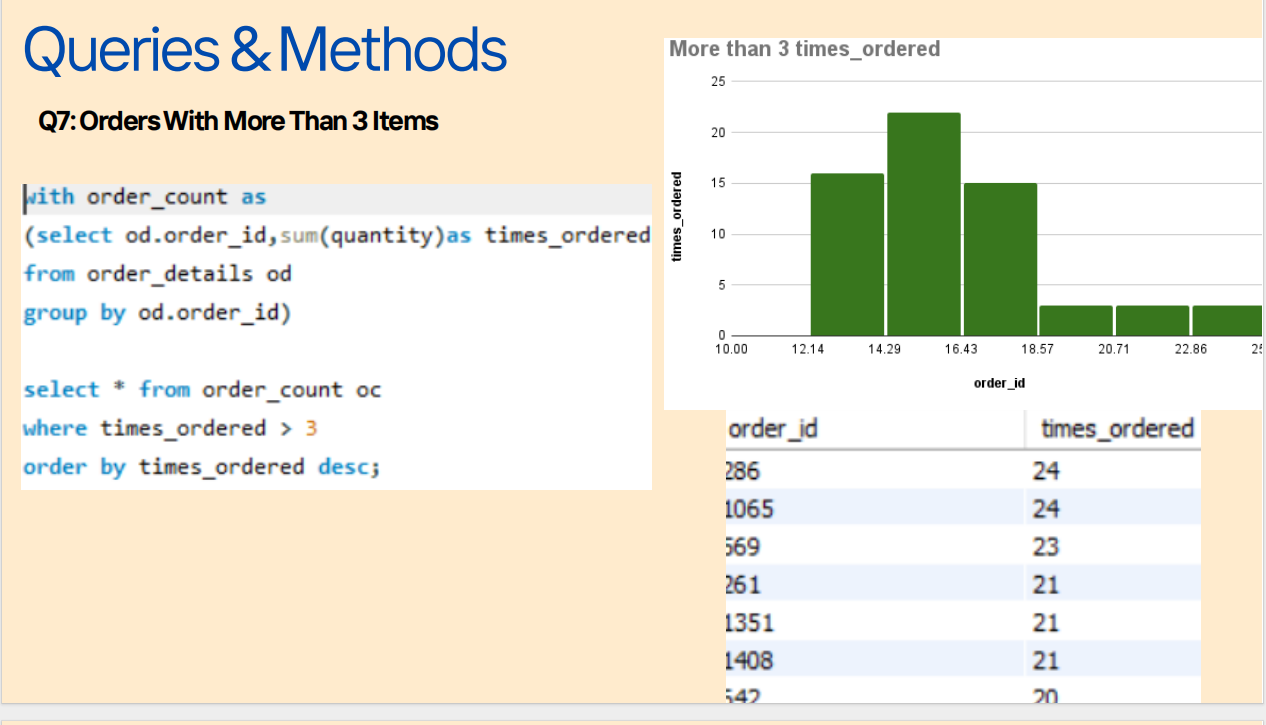 Queries & Methods
Q7: Orders With More Than 3 Items
with order_count as
(select od.order_id,sum(quantity)as times_ordered
from order_details od
group by od.order_id)
select * from order_count oc
where times_ordered > 3
order by times_ordered desc;
More than 3 times_ordered
times_ordered
25
20
15
10
5
0
10.00 12.14 14.29 16.43 18.57 20.71 22.86
order_id
order_id times_ordered
286 24
1065 24
569 23
261 21
1351 21
1408 21
542 20